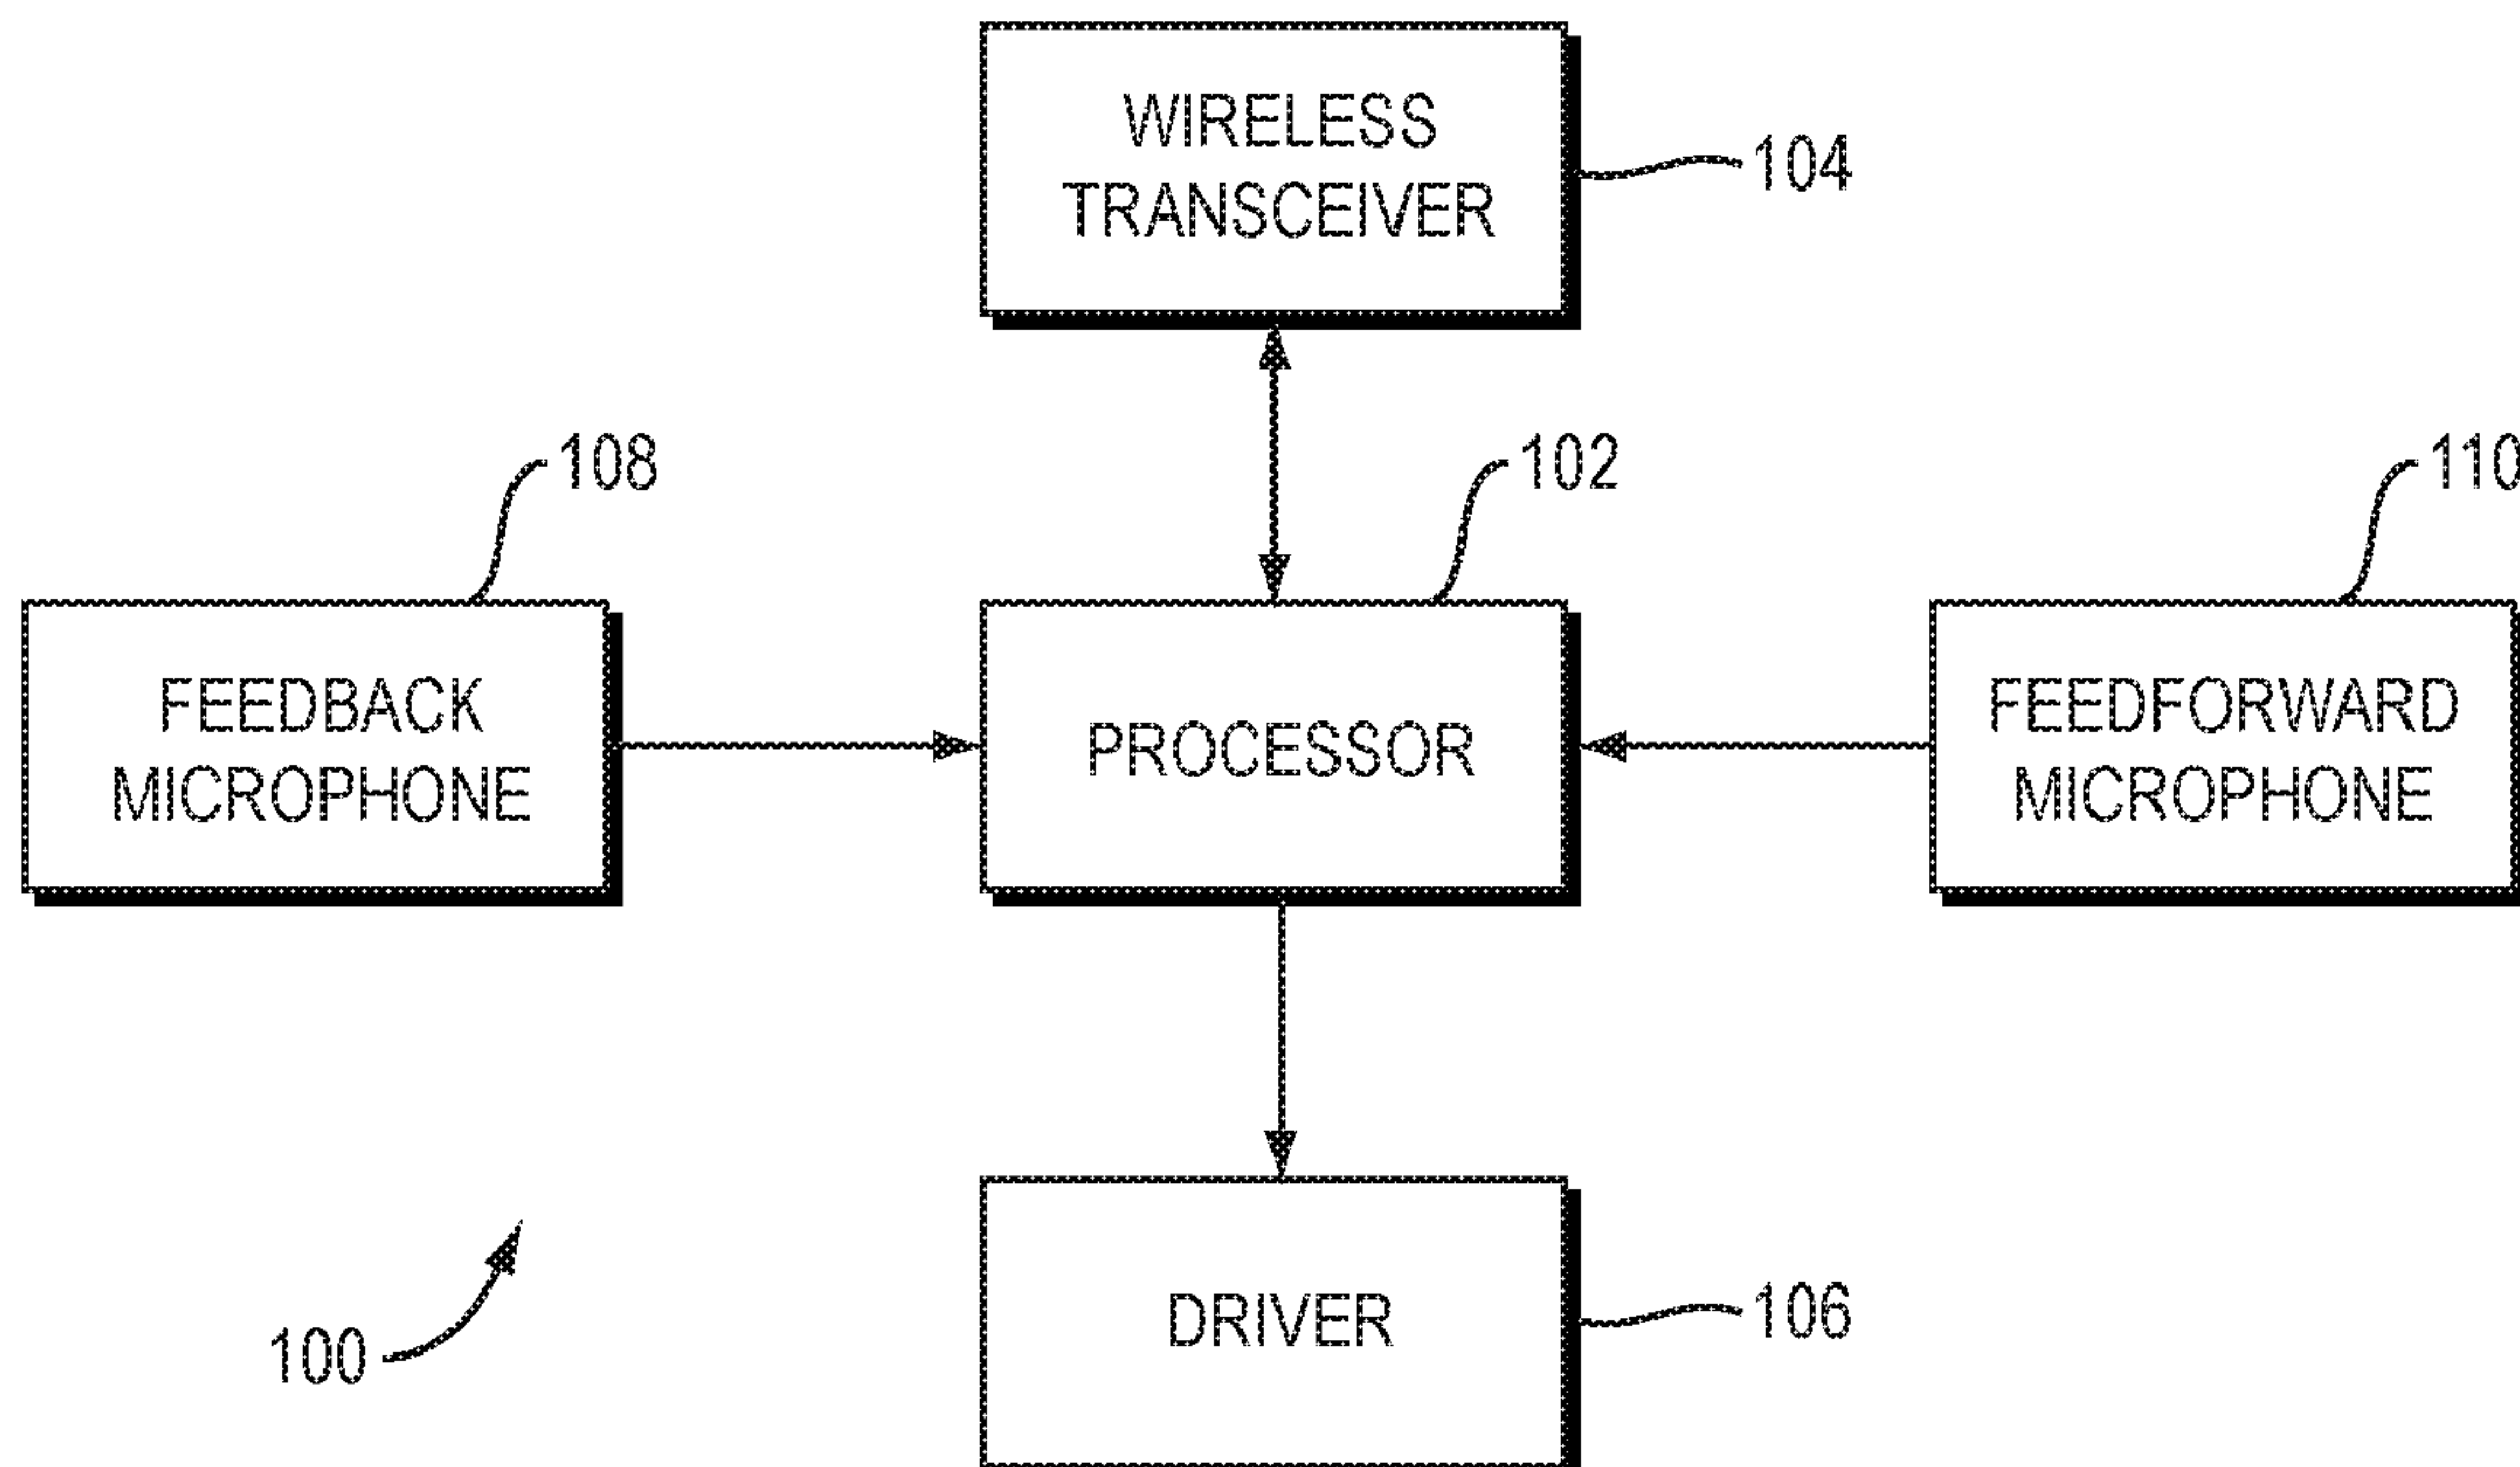 WIRELESS
TRANSCEIVER
104
108
102
110
FEEDBACK
MICROPHONE
PROCESSOR
FEEDFORWARD
MICROPHONE
DRIVER
106
100